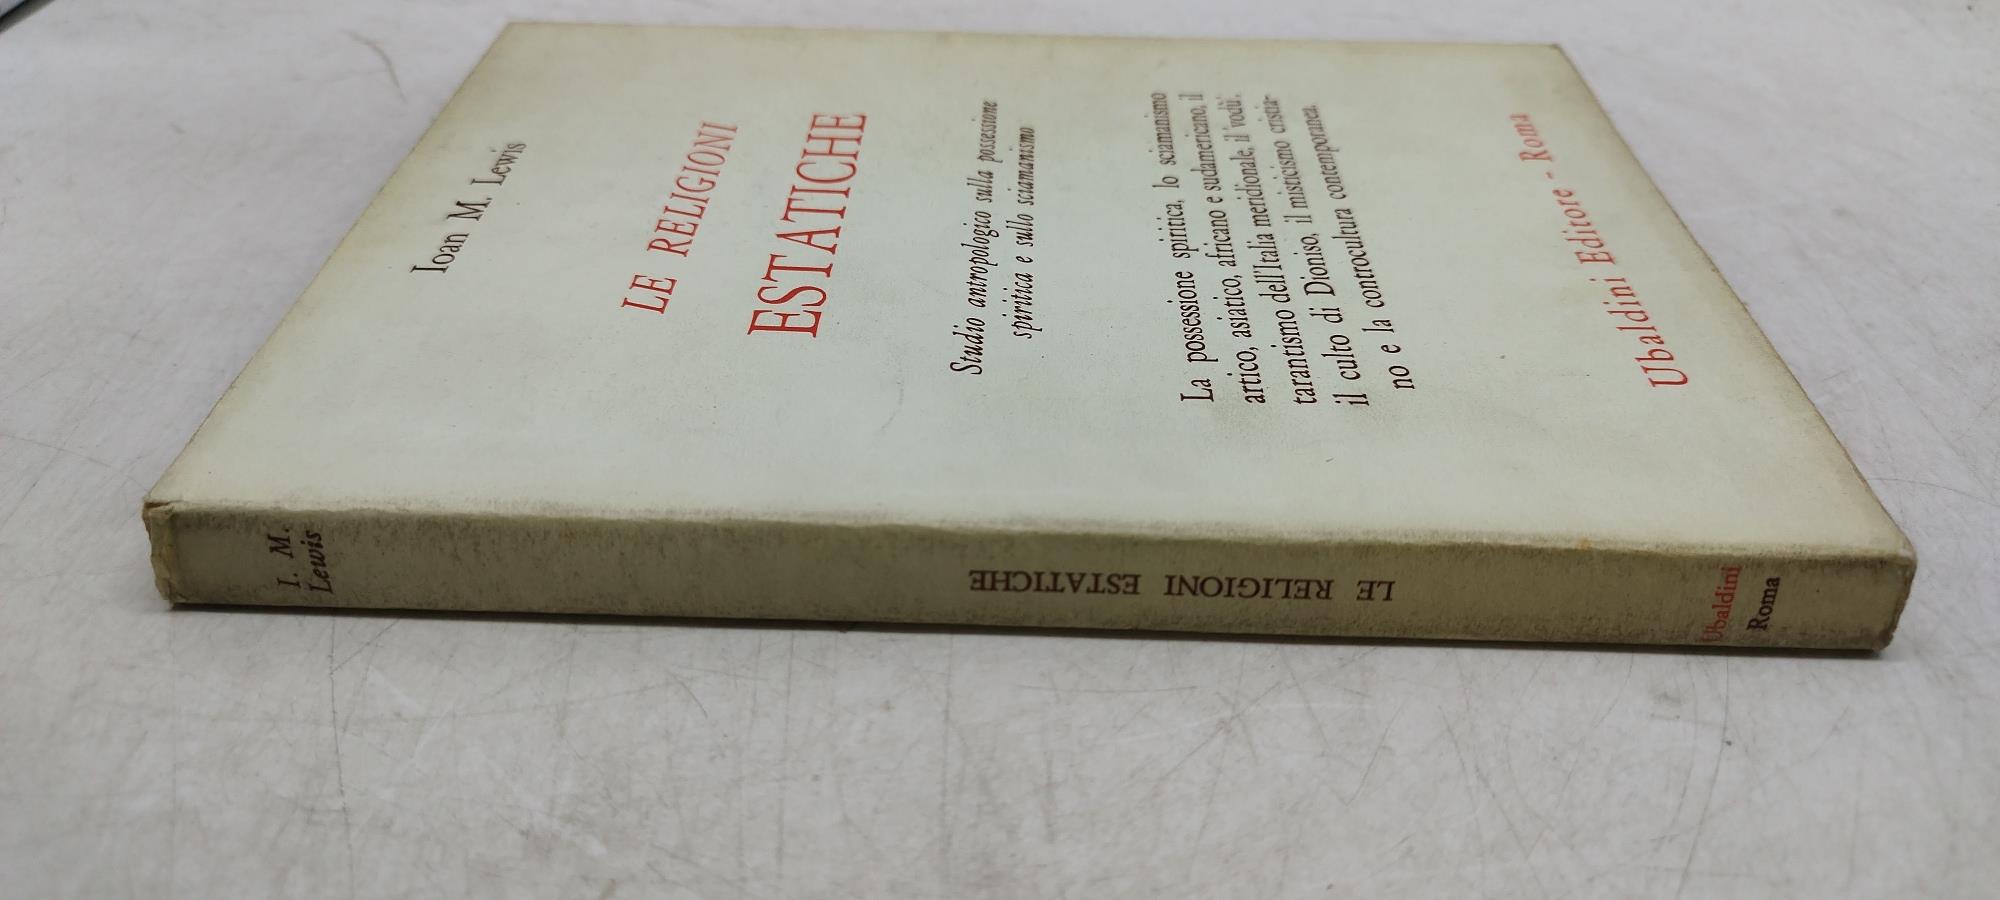 Ioan M. Lewis
LE RELIGIONI
ESTATICHE
Studio antropologico sulla possessione
spiritica e sullo sciamanismo
La possessione spiritica, lo sciamanismo
artico, asiatico, africano e sudamericano, il
tarantismo dell'Italia meridionale, il vodù,
il culto di Dioniso, il misticismo cristia-
no e la controcultura contemporanea.
Ubaldini Editore - Roma
I. M.
Lewis
LE RELIGIONI ESTATICHE
Ubaldini
Roma